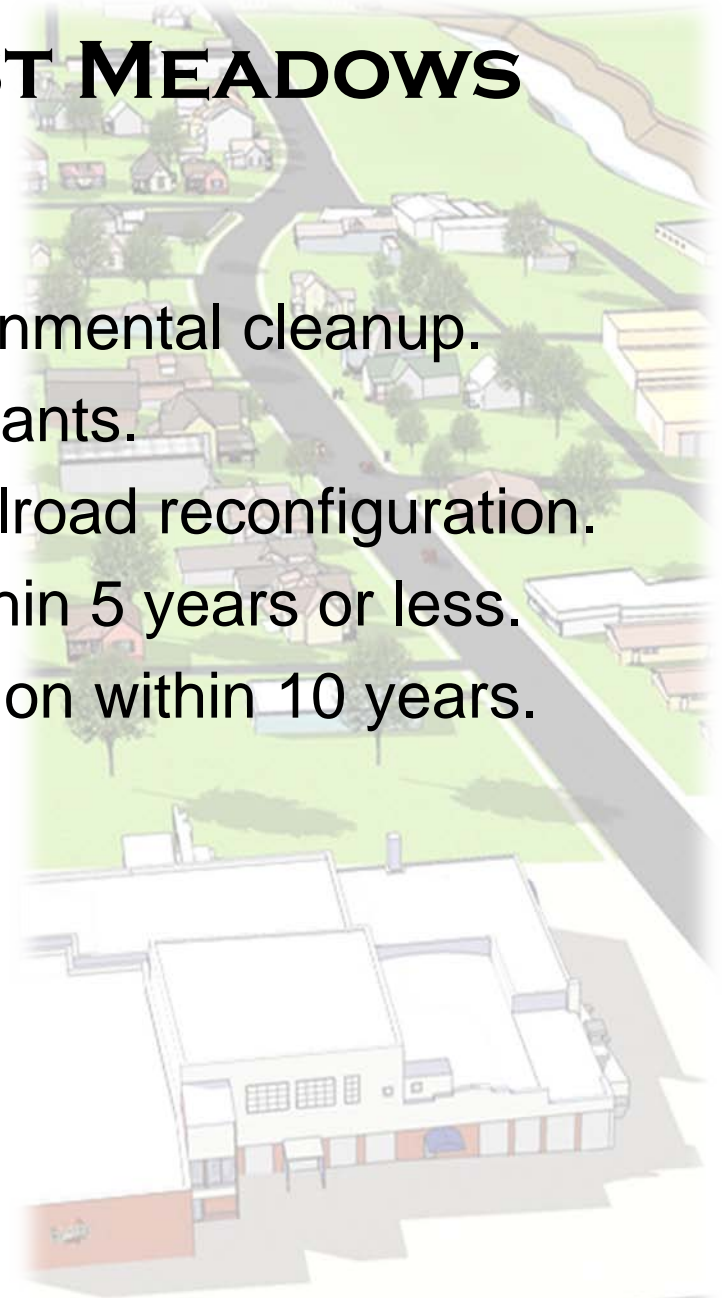 ST MEADOWS
nmental cleanup.
ants.
lroad reconfiguration.
hin 5 years or less.
on within 10 years.